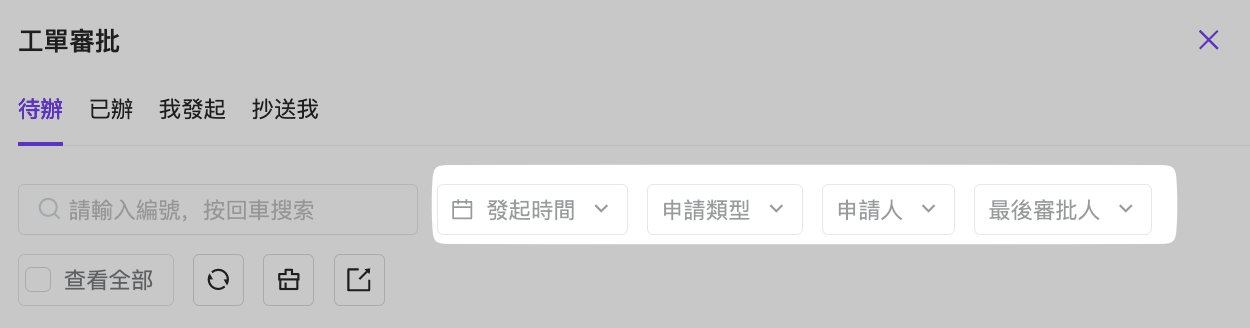 工單審批
待辦 已辦 我發起 抄送我
請輸入編號，按回車搜索 發起時間 申請類型 申請人 最後審批人
查看全部